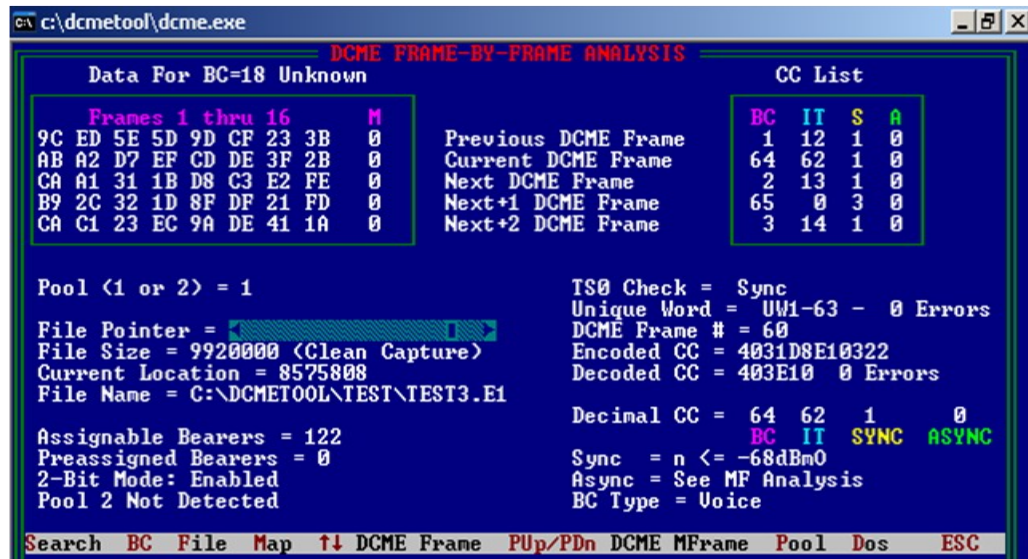 c:\dcmetool\dcme.exe
DCME FRAME-BY-FRAME ANALYSIS
Data For BC=18 Unknown CC List
Frames 1 thru 16 M BC IT S A
9C ED 5E 5D 9D CF 23 3B 0 Previous DCME Frame 1 12 1 0
AB A2 D7 EF CD DE 3F 2B 0 Current DCME Frame 64 62 1 0
CA A1 31 1B D8 C3 E2 FE 0 Next DCME Frame 2 13 1 0
B9 2C 32 1D 8F DF 21 FD 0 Next+1 DCME Frame 65 0 3 0
CA C1 23 EC 9A DE 41 1A 0 Next+2 DCME Frame 3 14 1 0
Pool (1 or 2) = 1 TS0 Check = Sync
Unique Word = UW1-63 - 0 Errors
File Pointer = DCME Frame # = 60
File Size = 9920000 (Clean Capture) Encoded CC = 4031D8E10322
Current Location = 8575808 Decoded CC = 403E10 0 Errors
File Name = C:\DCMETOOL\TEST\TEST3.E1
Decimal CC = 64 62 1 0
Assignable Bearers = 122 BC IT SYNC ASYNC
Preassigned Bearers = 0 Sync = n <= -68dBmO
2-Bit Mode: Enabled Async = See MF Analysis
Pool 2 Not Detected BC Type = Voice
Search BC File Map ↑↓ DCME Frame PUp/PDn DCME MFrame Pool Dos ESC